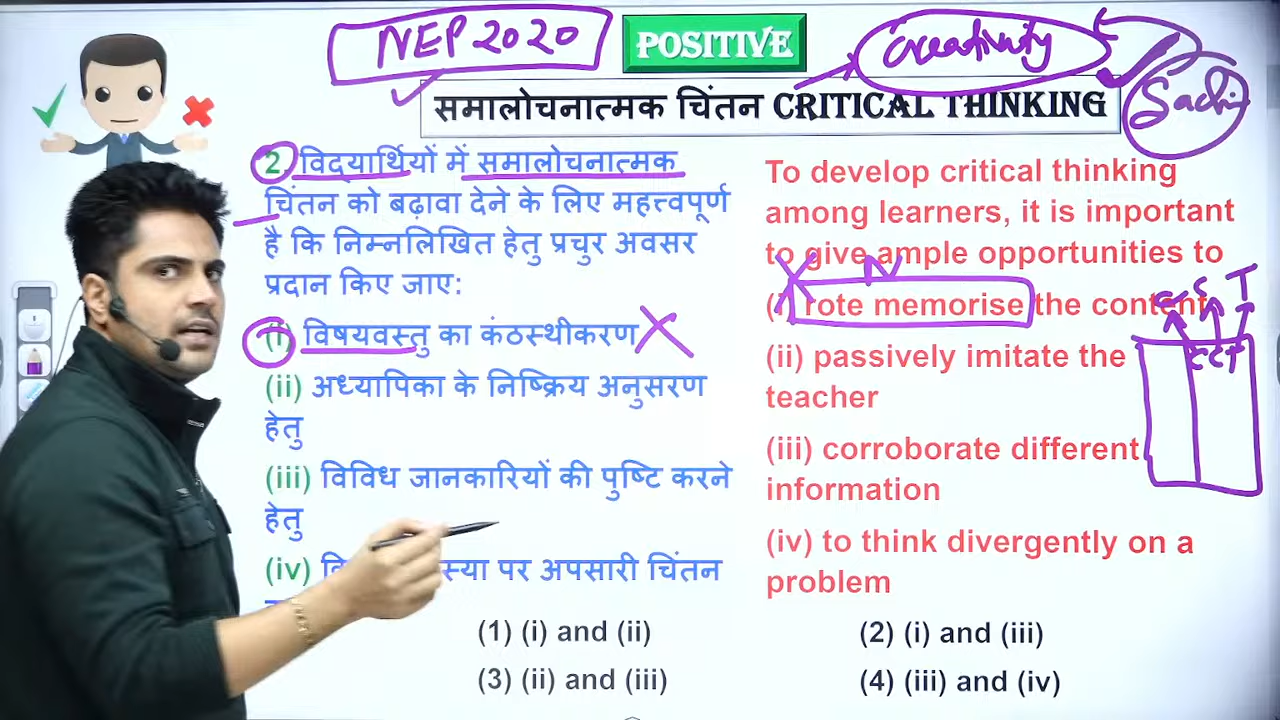 NEP 2020
POSITIVE
Creativity
Sachin
समालोचनात्मक चिंतन CRITICAL THINKING
2 विद्यार्थियों में समालोचनात्मक
चिंतन को बढ़ावा देने के लिए महत्त्वपूर्ण
है कि निम्नलिखित हेतु प्रचुर अवसर
प्रदान किए जाए:
(i) विषयवस्तु का कंठस्थीकरण
(ii) अध्यापिका के निष्क्रिय अनुसरण
हेतु
(iii) विविध जानकारियों की पुष्टि करने
हेतु
(iv) पर अपसारी चिंतन
To develop critical thinking
among learners, it is important
to give ample opportunities to
N
(i) rote memorise the content
(ii) passively imitate the
teacher
(iii) corroborate different
information
(iv) to think divergently on a
problem
C S T
C C T
(1) (i) and (ii)
(2) (i) and (iii)
(3) (ii) and (iii)
(4) (iii) and (iv)